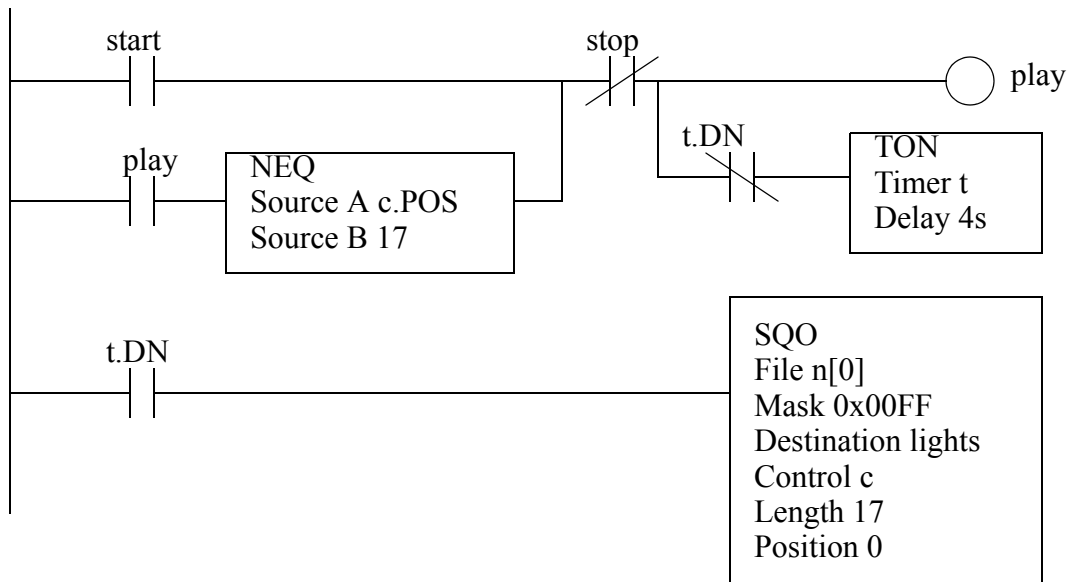 start
stop
play
t.DN
TON
Timer t
Delay 4s
play
NEQ
Source A c.POS
Source B 17
t.DN
SQO
File n[0]
Mask 0x00FF
Destination lights
Control c
Length 17
Position 0